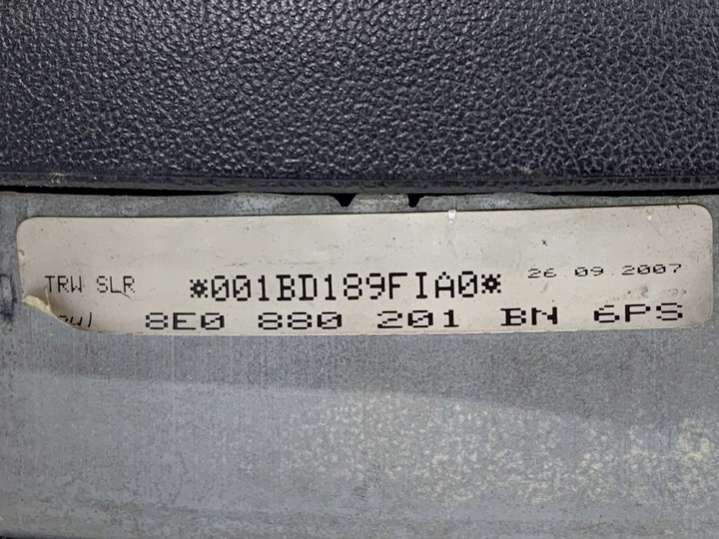 TRW SLR *001BD189FIA0* 26 09.2007
8E0 880 201 BN 6PS